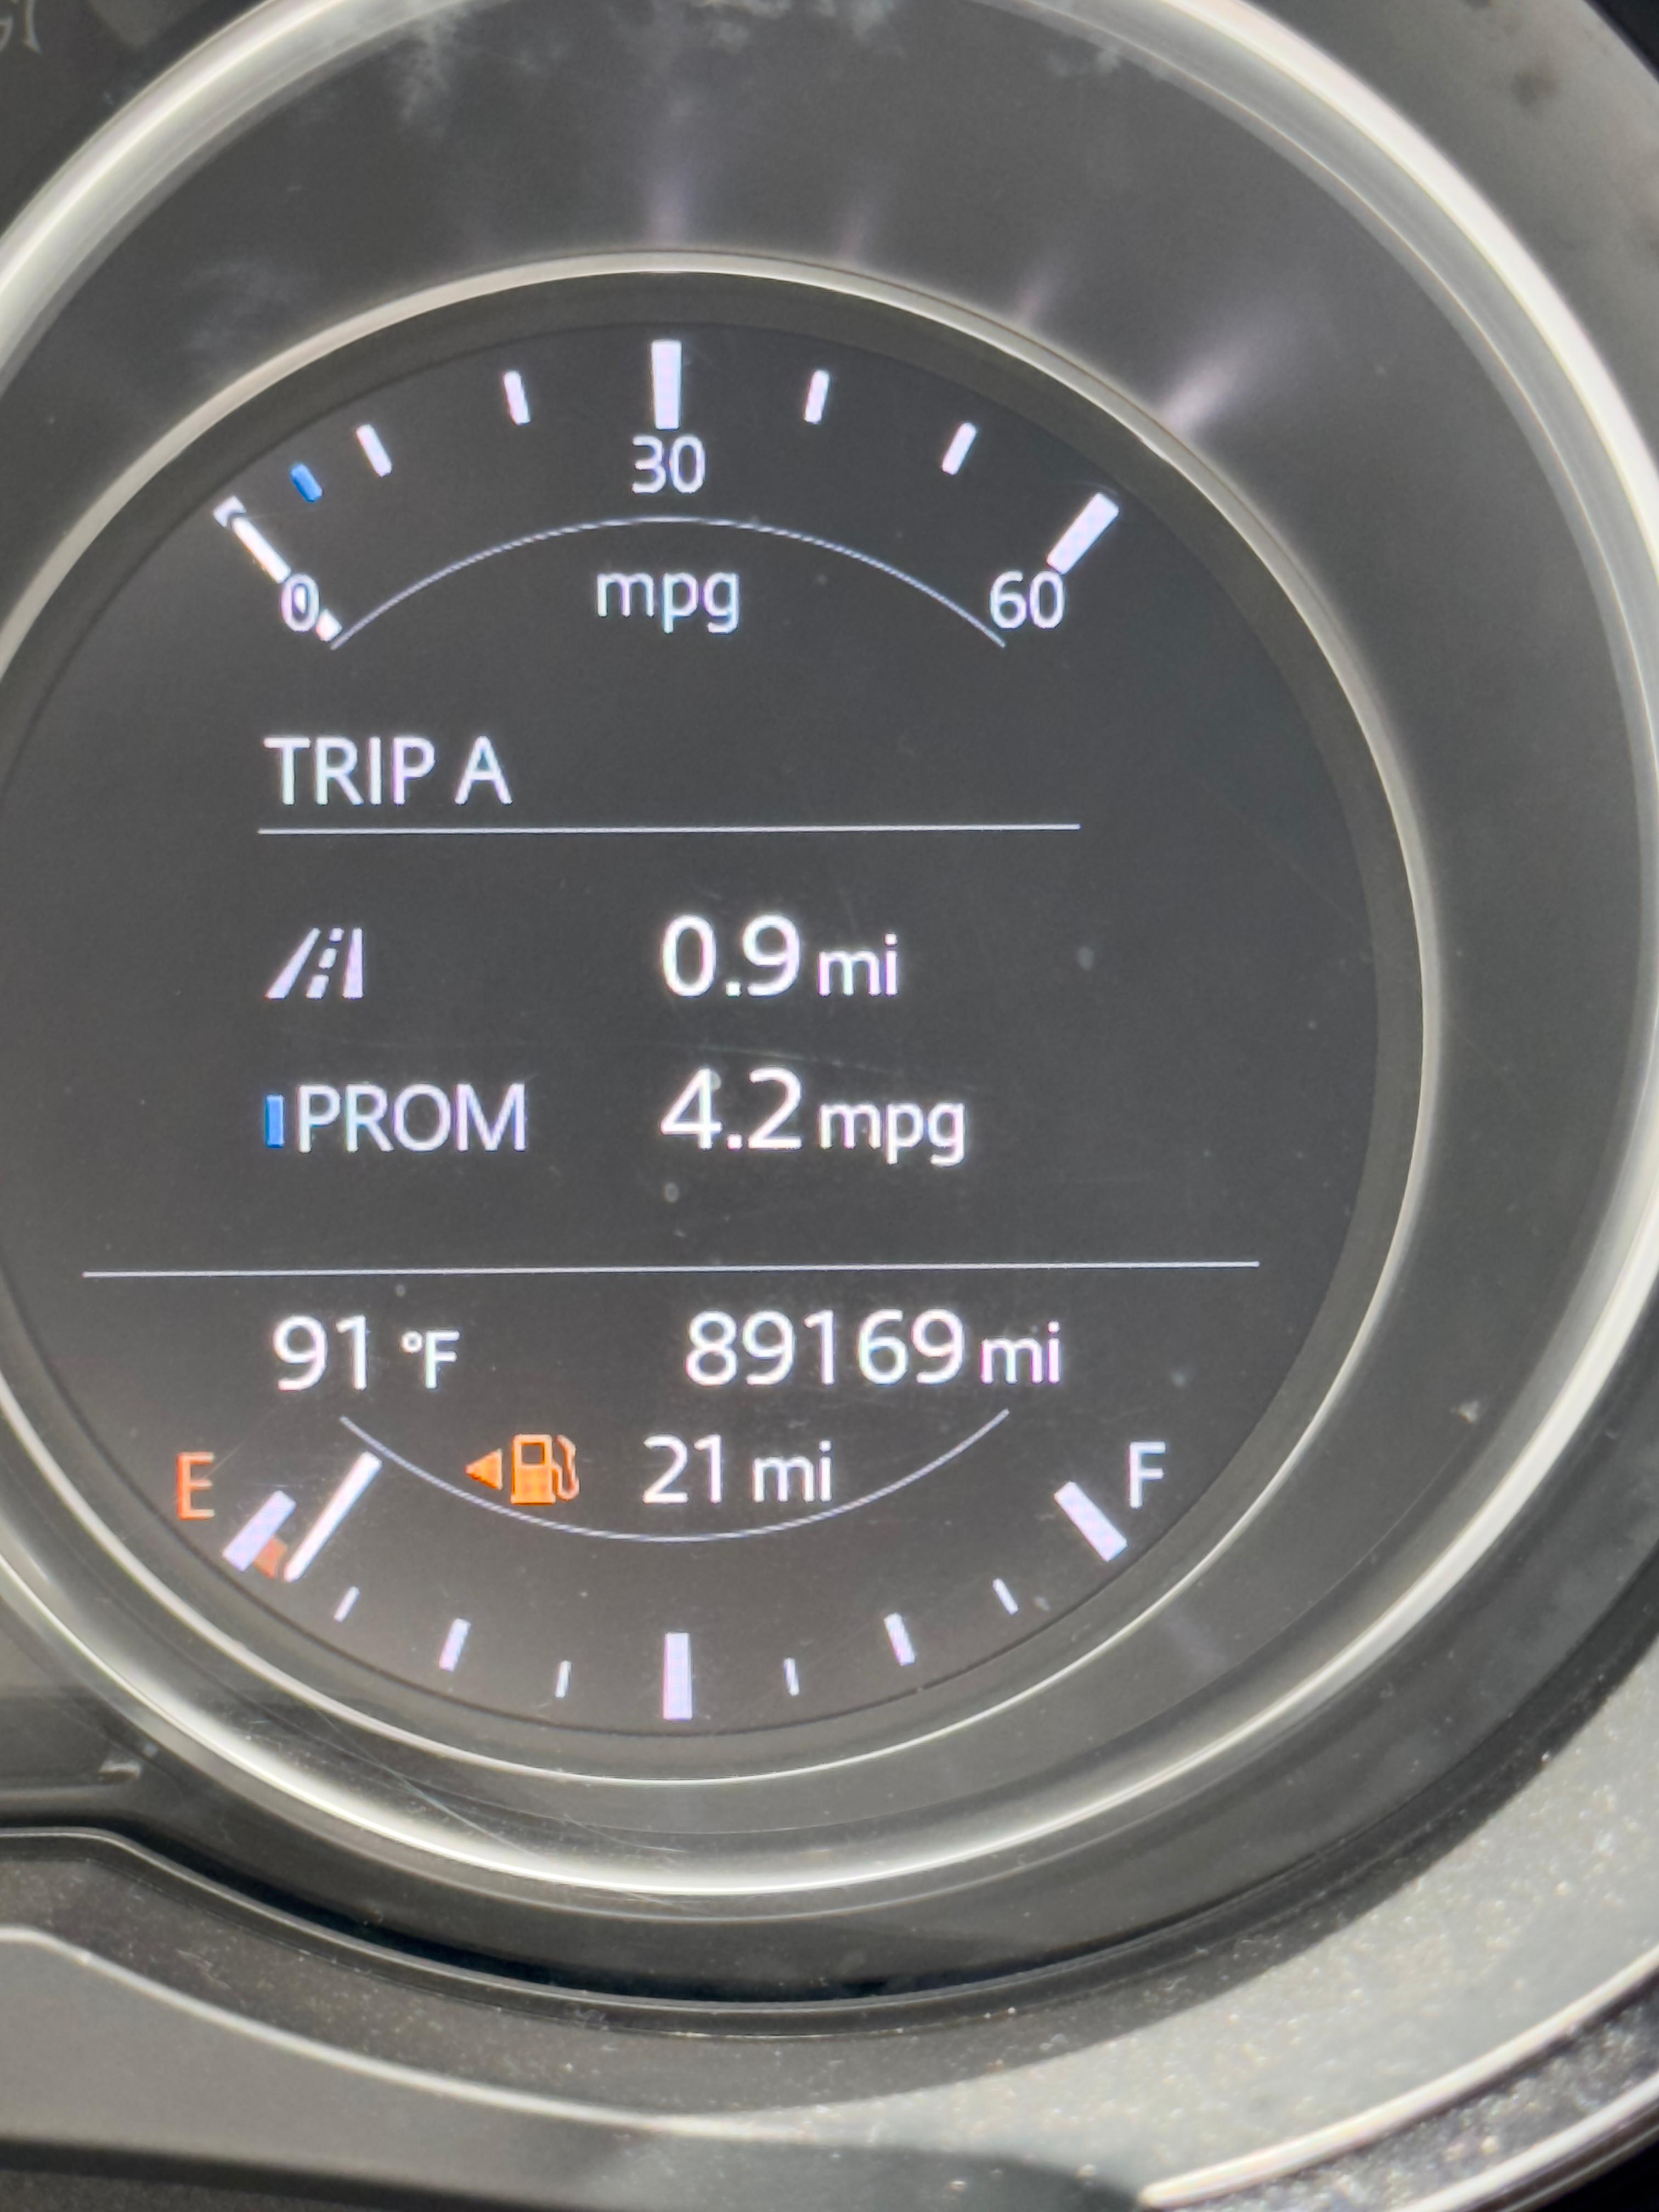 30
0 mpg 60
TRIP A
0.9 mi
PROM 4.2 mpg
91 °F 89169 mi
E 21 mi F